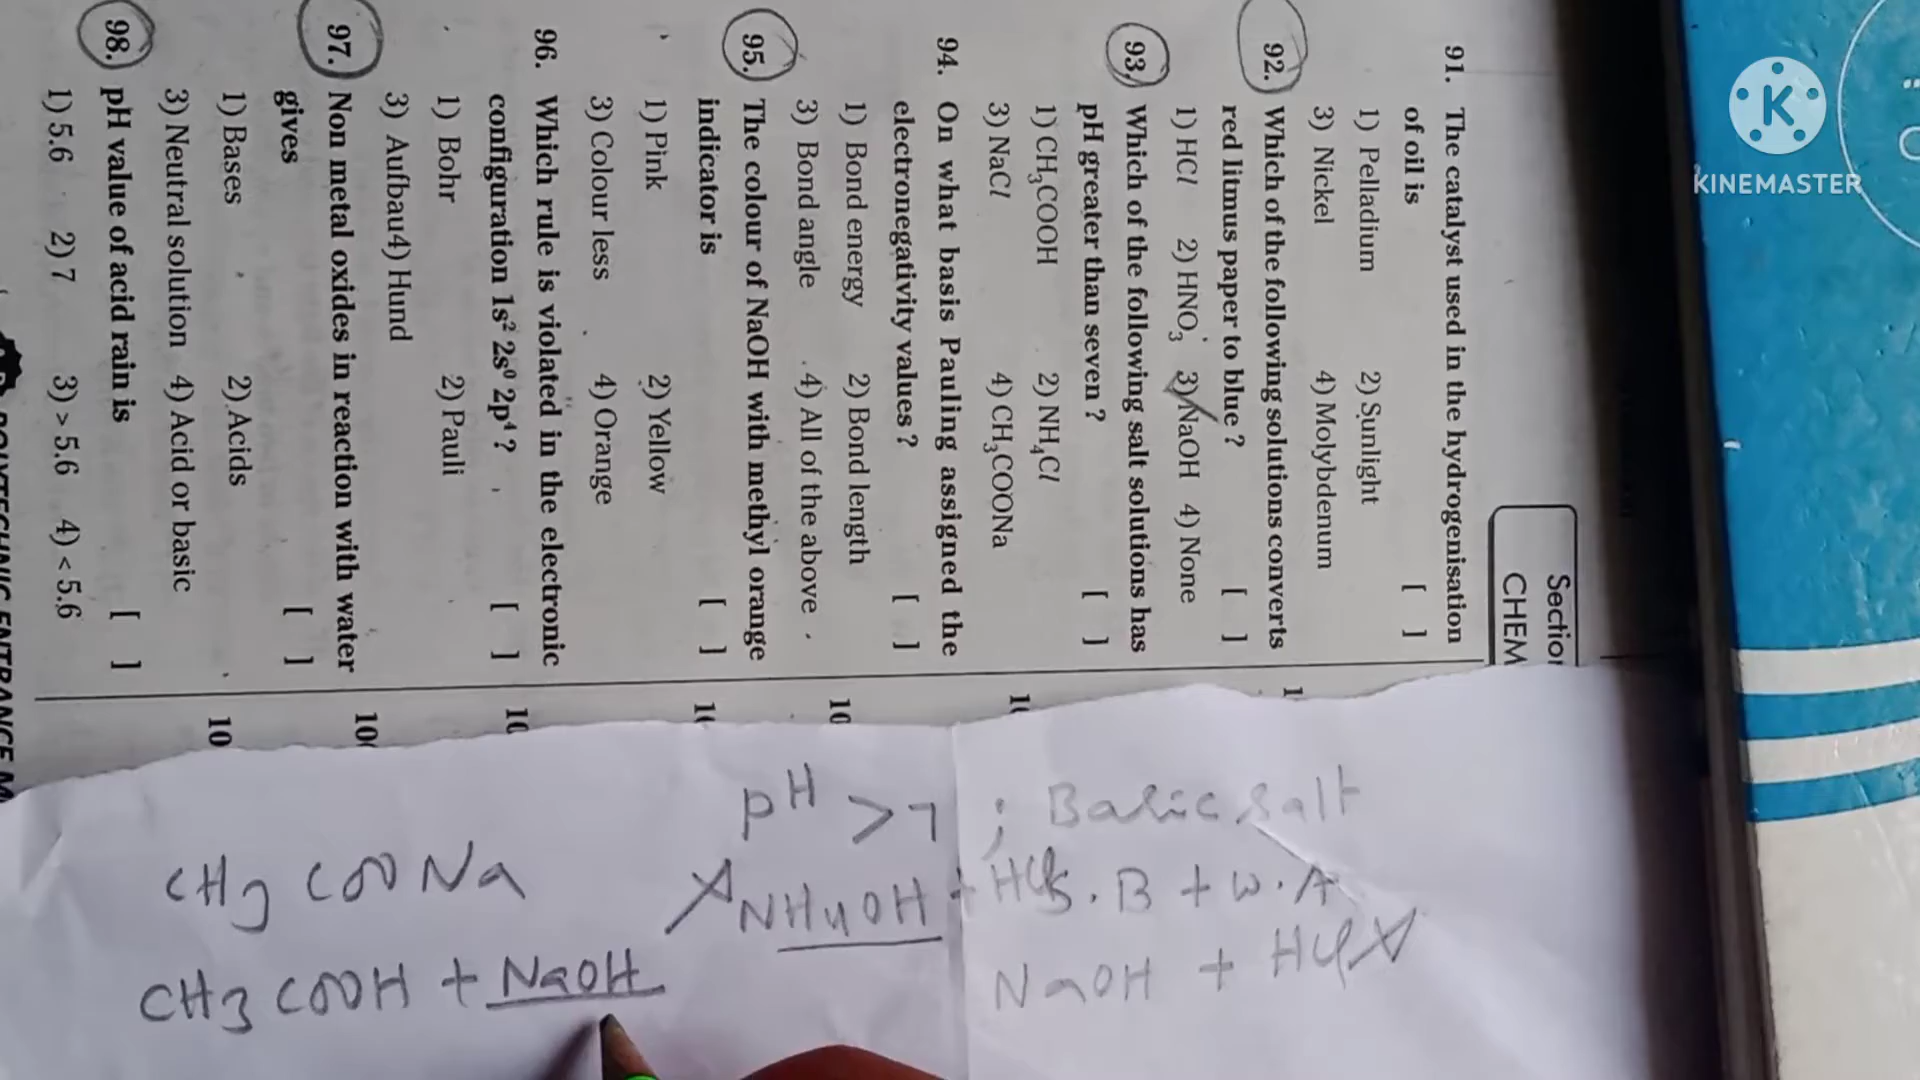 Section
CHEM
91. The catalyst used in the hydrogenisation
of oil is [ ]
1) Pelladium 2) Sunlight
3) Nickel 4) Molybdenum
92. Which of the following solutions converts
red litmus paper to blue? [ ]
1) HCl 2) HNO₃ 3) NaOH 4) None
93. Which of the following salt solutions has
pH greater than seven? [ ]
1) CH₃COOH 2) NH₄Cl
3) NaCl 4) CH₃COONa
94. On what basis Pauling assigned the
electronegativity values? [ ]
1) Bond energy 2) Bond length
3) Bond angle 4) All of the above
95. The colour of NaOH with methyl orange
indicator is [ ]
1) Pink 2) Yellow
3) Colour less 4) Orange
96. Which rule is violated in the electronic
configuration 1s² 2s⁰ 2p⁴? [ ]
1) Bohr 2) Pauli
3) Aufbau4) Hund
97. Non metal oxides in reaction with water
gives [ ]
1) Bases 2) Acids
3) Neutral solution 4) Acid or basic
98. pH value of acid rain is [ ]
1) 5.6 2) 7 3) > 5.6 4) < 5.6
POLYTECHNIC ENTRANCE
pH > 7 ; Basic Salt
CH3 COO Na
NH4OH + HCl
S.B + W.A
CH3 COOH + NaOH
NaOH + HCl
KINEMASTER